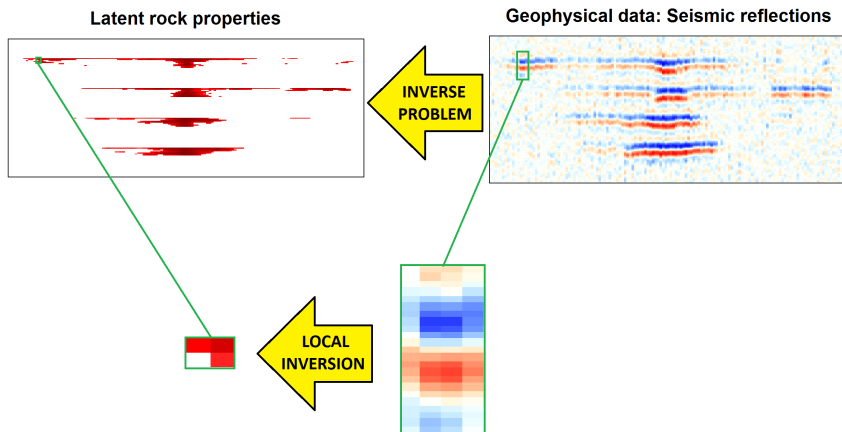 Latent rock properties
Geophysical data: Seismic reflections
INVERSE
PROBLEM
LOCAL
INVERSION